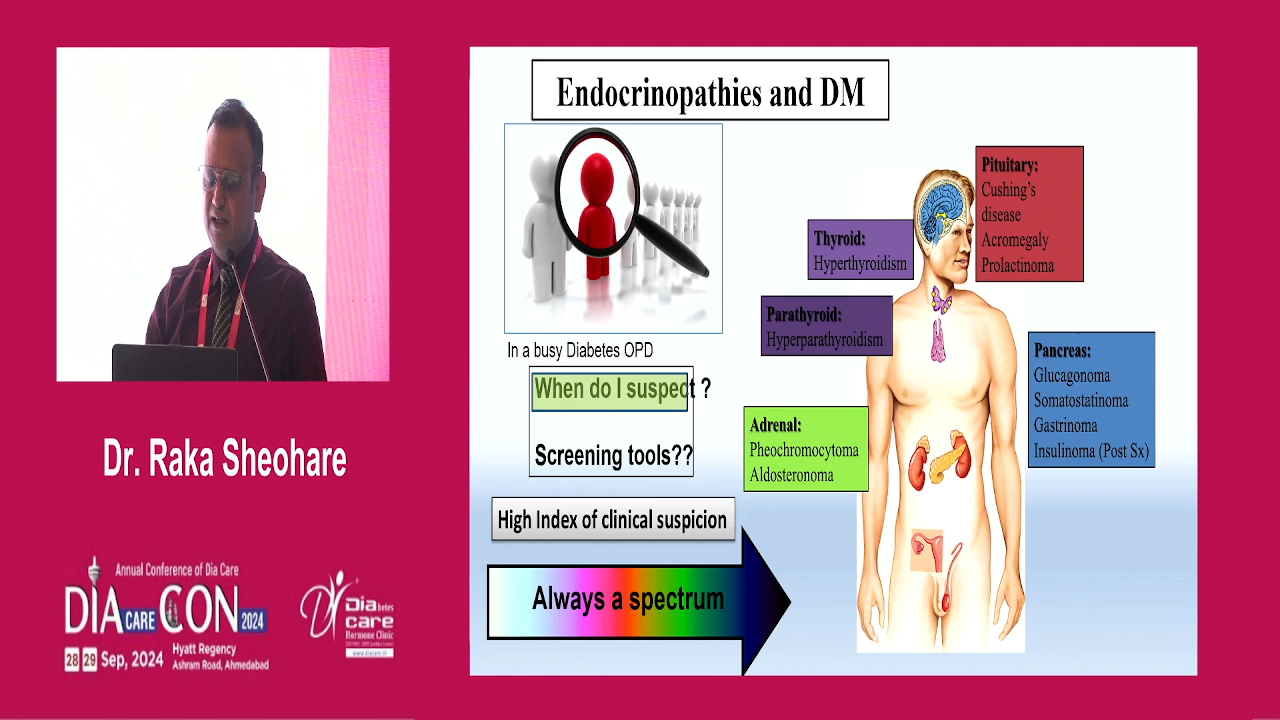 Endocrinopathies and DM
Pituitary:
Cushing's
disease
Acromegaly
Prolactinoma
Thyroid:
Hyperthyroidism
Parathyroid:
Hyperparathyroidism
Pancreas:
Glucagonoma
Somatostatinoma
Gastrinoma
Insulinoma (Post Sx)
Adrenal:
Pheochromocytoma
Aldosteronoma
In a busy Diabetes OPD
When do I suspect ?
Screening tools??
High Index of clinical suspicion
Always a spectrum
Dr. Raka Sheohare
Annual Conference of Dia Care
DIA CARE CON 2024
28 29 Sep, 2024
Hyatt Regency
Ashram Road, Ahmedabad
Diabetes
care
Hormone Clinic